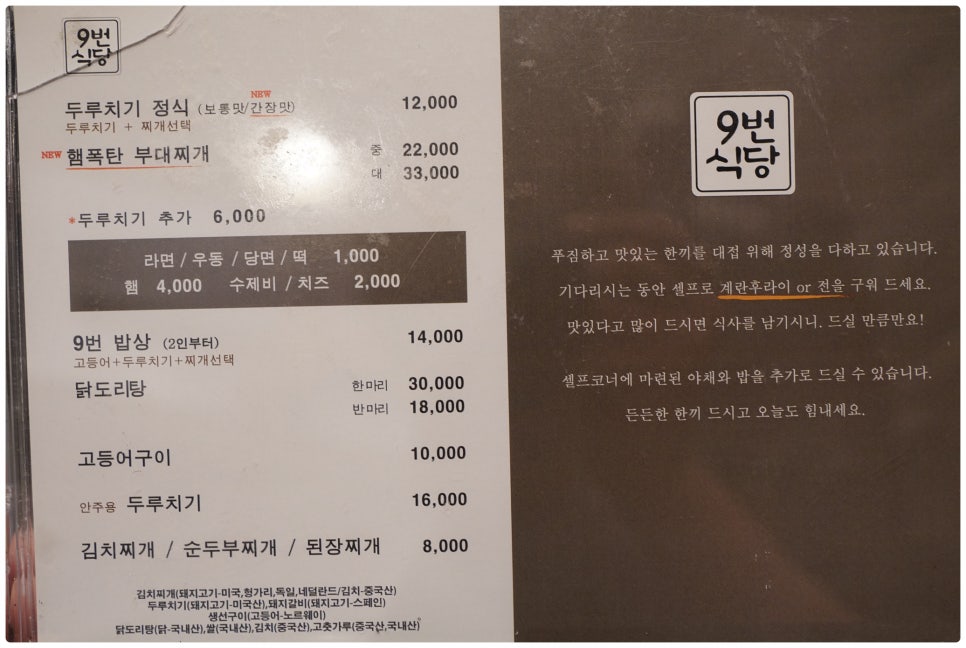 9번
식당
두루치기 정식 (보통맛/간장맛) NEW 12,000
두루치기 + 찌개선택
NEW 햄폭탄 부대찌개 중 22,000
대 33,000
*두루치기 추가 6,000
라면 / 우동 / 당면 / 떡 1,000
햄 4,000 수제비 / 치즈 2,000
9번 밥상 (2인부터) 14,000
고등어+두루치기+찌개선택
닭도리탕 한마리 30,000
반마리 18,000
고등어구이 10,000
안주용 두루치기 16,000
김치찌개 / 순두부찌개 / 된장찌개 8,000
김치찌개(돼지고기-미국,헝가리,독일,네덜란드/김치-중국산)
두루치기(돼지고기-미국산),돼지갈비(돼지고기-스페인)
생선구이(고등어-노르웨이)
닭도리탕(닭-국내산),쌀(국내산),김치(중국산),고춧가루(중국산,국내산)
9번
식당
푸짐하고 맛있는 한끼를 대접 위해 정성을 다하고 있습니다.
기다리시는 동안 셀프로 계란후라이 or 전을 구워 드세요.
맛있다고 많이 드시면 식사를 남기시니. 드실 만큼만요!
셀프코너에 마련된 야채와 밥을 추가로 드실 수 있습니다.
든든한 한끼 드시고 오늘도 힘내세요.